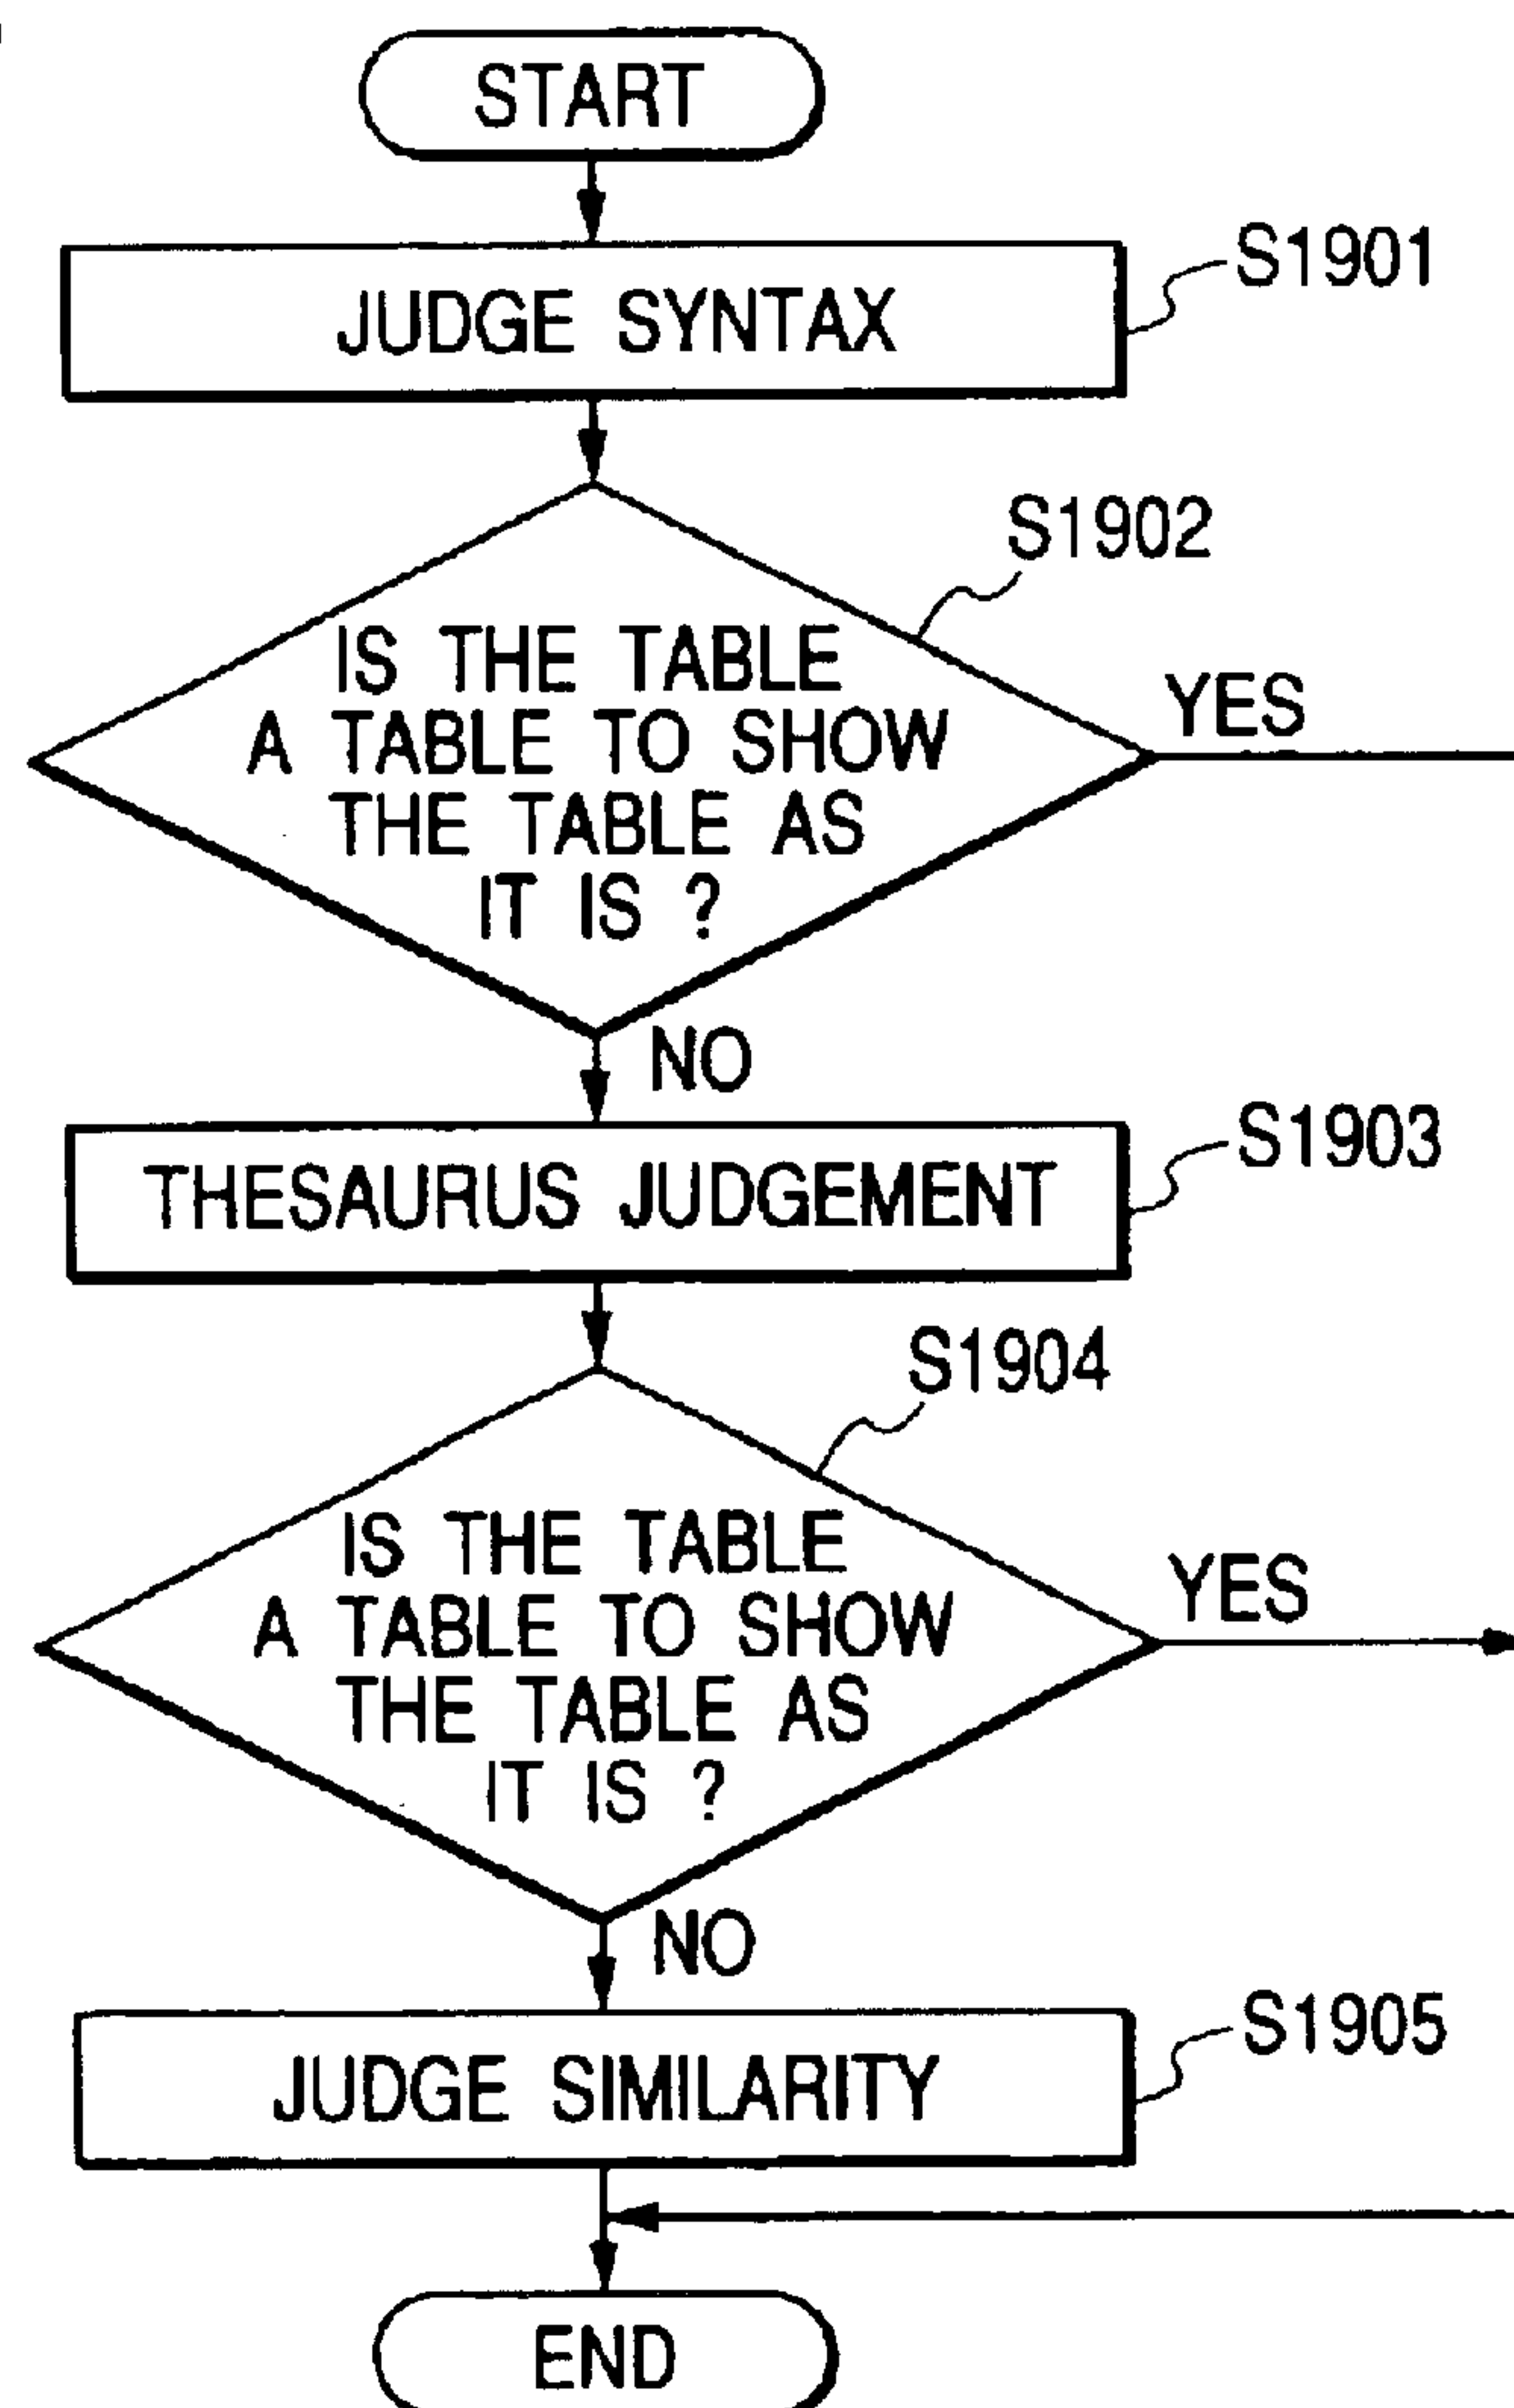 START
S1901
JUDGE SYNTAX
S1902
IS THE TABLE
A TABLE TO SHOW
THE TABLE AS
IT IS ?
YES
NO
S1903
THESAURUS JUDGEMENT
S1904
IS THE TABLE
A TABLE TO SHOW
THE TABLE AS
IT IS ?
YES
NO
S1905
JUDGE SIMILARITY
END